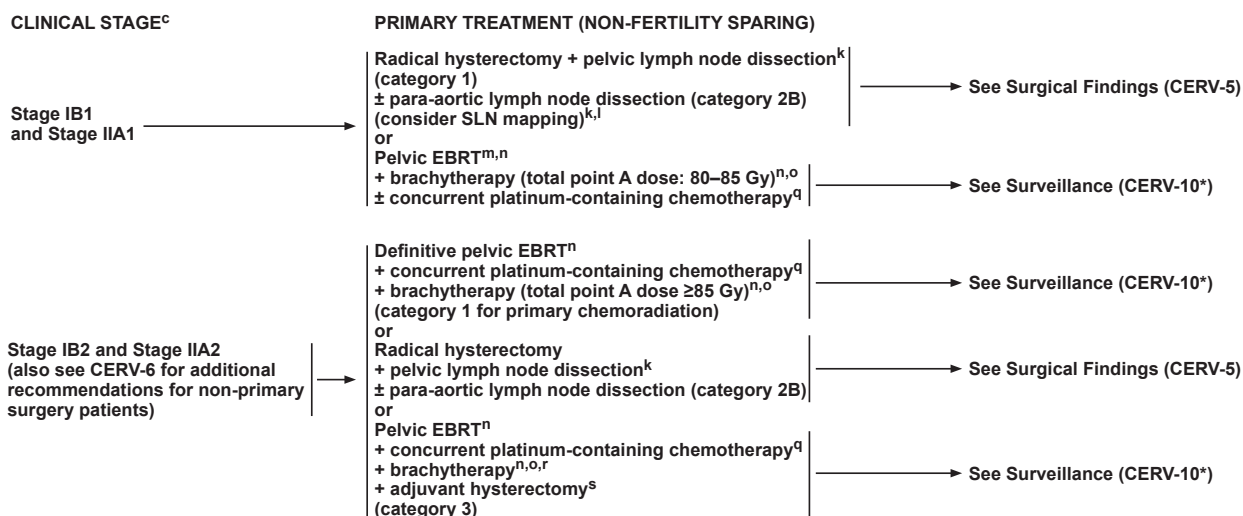 CLINICAL STAGEᶜ
PRIMARY TREATMENT (NON-FERTILITY SPARING)
Stage IB1
and Stage IIA1
Radical hysterectomy + pelvic lymph node dissectionᵏ
(category 1)
± para-aortic lymph node dissection (category 2B)
(consider SLN mapping)ᵏ,ˡ
or
Pelvic EBRTᵐ,ⁿ
+ brachytherapy (total point A dose: 80–85 Gy)ⁿ,ᵒ
± concurrent platinum-containing chemotherapy^q
See Surgical Findings (CERV-5)
See Surveillance (CERV-10*)
Stage IB2 and Stage IIA2
(also see CERV-6 for additional
recommendations for non-primary
surgery patients)
Definitive pelvic EBRTⁿ
+ concurrent platinum-containing chemotherapy^q
+ brachytherapy (total point A dose ≥85 Gy)ⁿ,ᵒ
(category 1 for primary chemoradiation)
or
Radical hysterectomy
+ pelvic lymph node dissectionᵏ
± para-aortic lymph node dissection (category 2B)
or
Pelvic EBRTⁿ
+ concurrent platinum-containing chemotherapy^q
+ brachytherapyⁿ,ᵒ,ʳ
+ adjuvant hysterectomyˢ
(category 3)
See Surveillance (CERV-10*)
See Surgical Findings (CERV-5)
See Surveillance (CERV-10*)